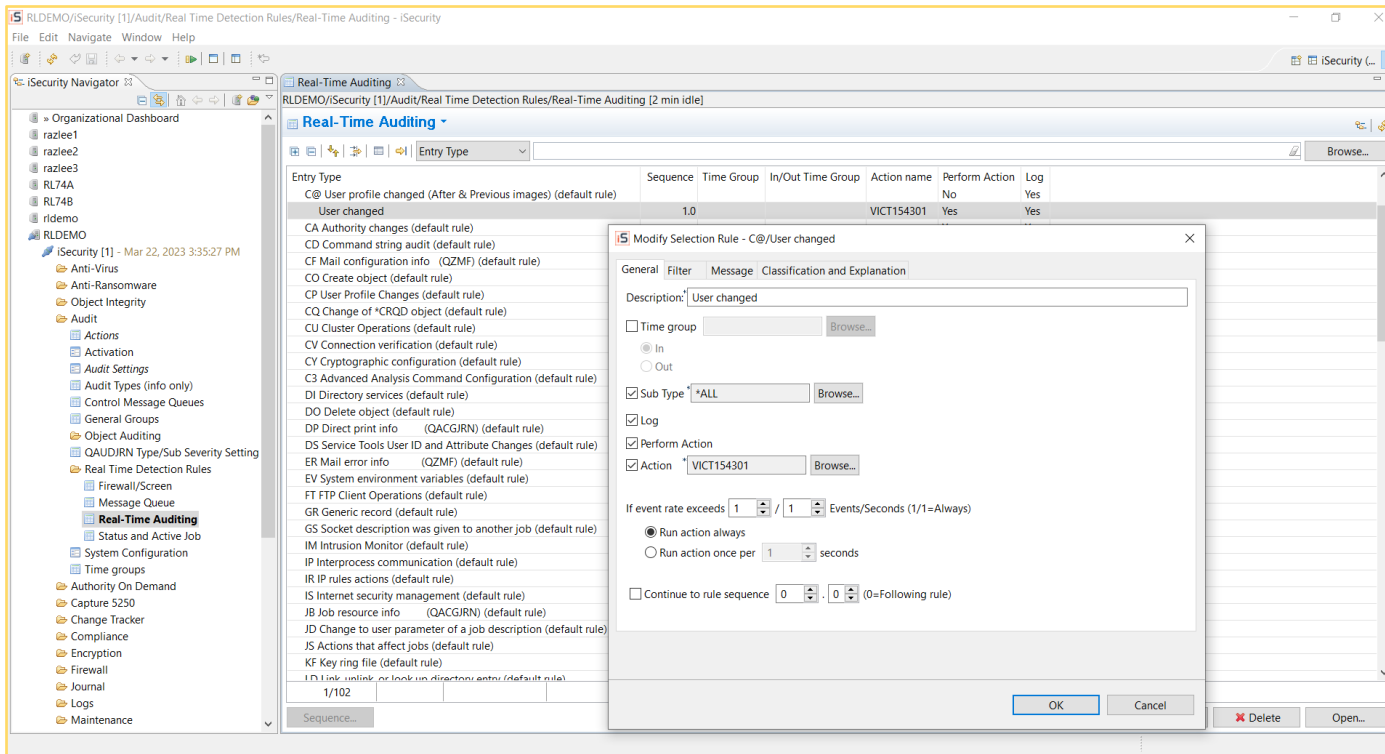 RLDEMO/iSecurity [1]/Audit/Real Time Detection Rules/Real-Time Auditing - iSecurity
File Edit Navigate Window Help
iSecurity (...
iSecurity Navigator
» Organizational Dashboard
razlee1
razlee2
razlee3
RL74A
RL74B
rldemo
RLDEMO
iSecurity [1] - Mar 22, 2023 3:35:27 PM
Anti-Virus
Anti-Ransomware
Object Integrity
Audit
Actions
Activation
Audit Settings
Audit Types (info only)
Control Message Queues
General Groups
Object Auditing
QAUDJRN Type/Sub Severity Setting
Real Time Detection Rules
Firewall/Screen
Message Queue
Real-Time Auditing
Status and Active Job
System Configuration
Time groups
Authority On Demand
Capture 5250
Change Tracker
Compliance
Encryption
Firewall
Journal
Logs
Maintenance
Real-Time Auditing
RLDEMO/iSecurity [1]/Audit/Real Time Detection Rules/Real-Time Auditing [2 min idle]
Real-Time Auditing
Entry Type
Browse...
Entry Type Sequence Time Group In/Out Time Group Action name Perform Action Log
C@ User profile changed (After & Previous images) (default rule) No Yes
User changed 1.0 VICT154301 Yes Yes
CA Authority changes (default rule)
CD Command string audit (default rule)
CF Mail configuration info (QZMF) (default rule)
CO Create object (default rule)
CP User Profile Changes (default rule)
CQ Change of *CRQD object (default rule)
CU Cluster Operations (default rule)
CV Connection verification (default rule)
CY Cryptographic configuration (default rule)
C3 Advanced Analysis Command Configuration (default rule)
DI Directory services (default rule)
DO Delete object (default rule)
DP Direct print info (QACGJRN) (default rule)
DS Service Tools User ID and Attribute Changes (default rule)
ER Mail error info (QZMF) (default rule)
EV System environment variables (default rule)
FT FTP Client Operations (default rule)
GR Generic record (default rule)
GS Socket description was given to another job (default rule)
IM Intrusion Monitor (default rule)
IP Interprocess communication (default rule)
IR IP rules actions (default rule)
IS Internet security management (default rule)
JB Job resource info (QACGJRN) (default rule)
JD Change to user parameter of a job description (default rule)
JS Actions that affect jobs (default rule)
KF Key ring file (default rule)
LD Link, unlink, or look up directory entry (default rule)
1/102
Sequence...
Delete
Open...
Modify Selection Rule - C@/User changed
General Filter Message Classification and Explanation
Description:* User changed
Time group Browse...
In
Out
Sub Type * *ALL Browse...
Log
Perform Action
Action * VICT154301 Browse...
If event rate exceeds 1 / 1 Events/Seconds (1/1=Always)
Run action always
Run action once per 1 seconds
Continue to rule sequence 0 . 0 (0=Following rule)
OK Cancel